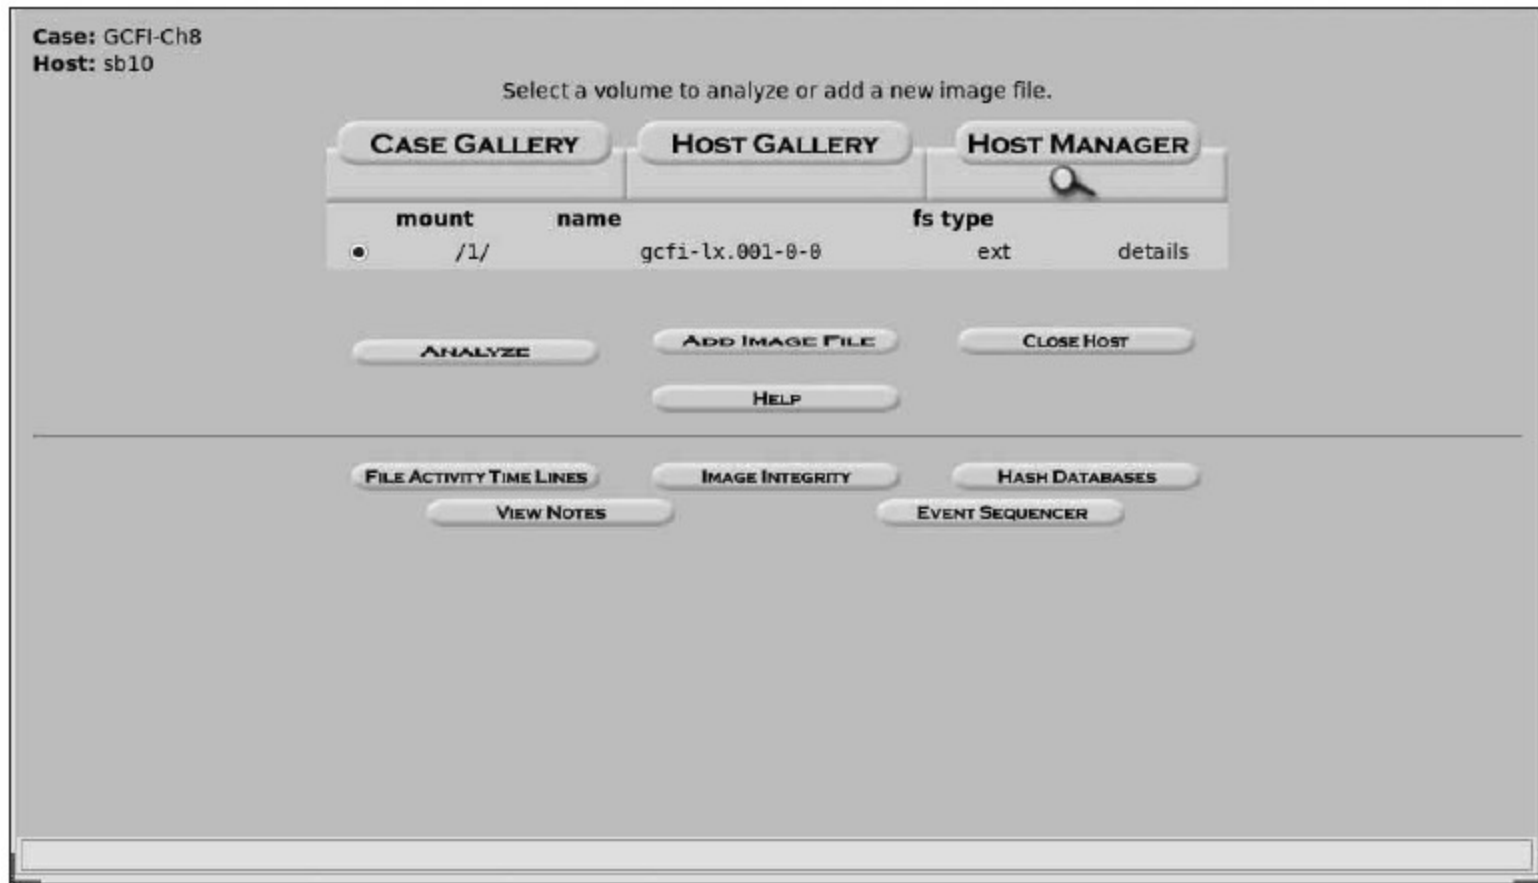 Case: GCFI-Ch8
Host: sb10
Select a volume to analyze or add a new image file.
CASE GALLERY HOST GALLERY HOST MANAGER
mount name fs type
/1/ gcfi-lx.001-0-0 ext details
ANALYZE ADD IMAGE FILE CLOSE HOST
HELP
FILE ACTIVITY TIME LINES IMAGE INTEGRITY HASH DATABASES
VIEW NOTES EVENT SEQUENCER